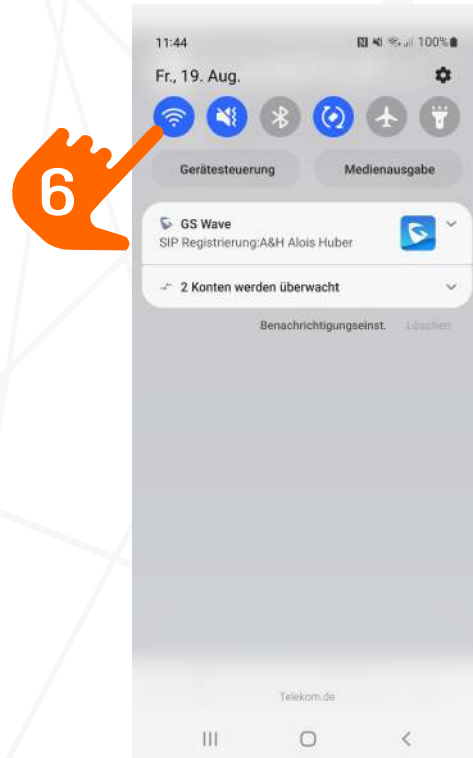 11:44
100%
Fr., 19. Aug.
6
Gerätesteuerung
Medienausgabe
GS Wave
SIP Registrierung:A&H Alois Huber
2 Konten werden überwacht
Benachrichtigungseinst. Löschen
Telekom.de